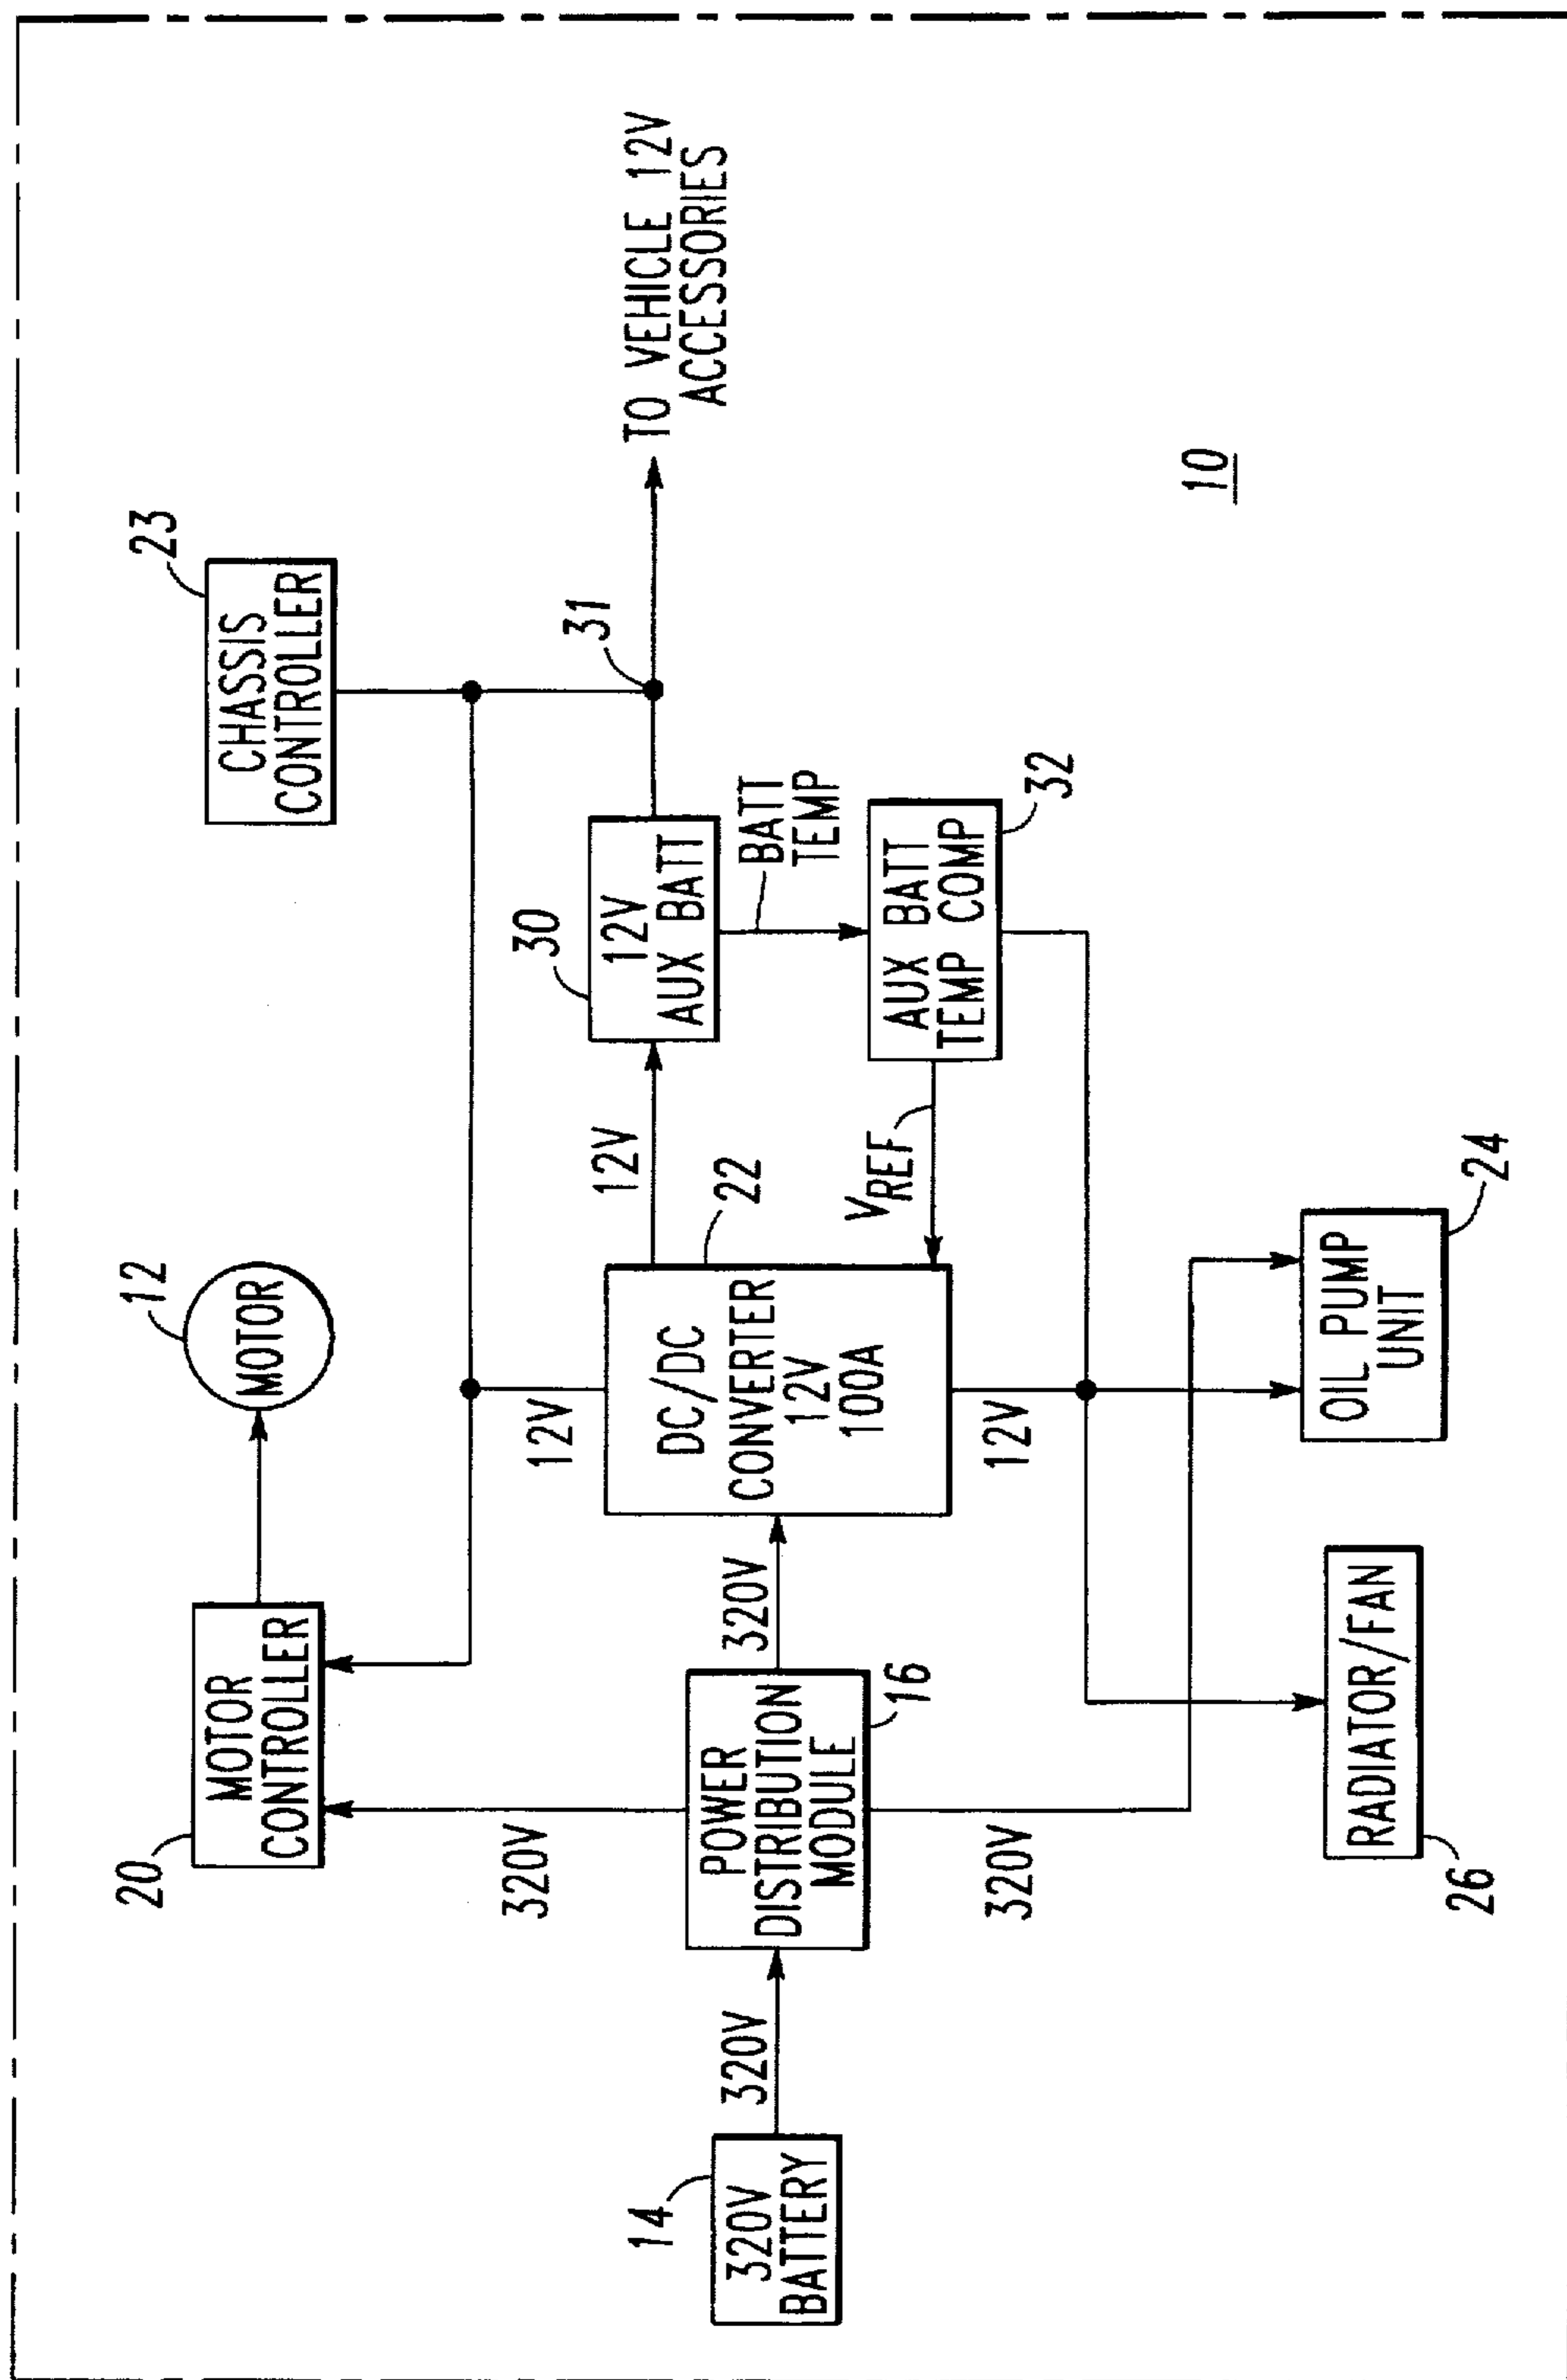 20
MOTOR
CONTROLLER
12
MOTOR
23
CHASSIS
CONTROLLER
320V
12V
14
320V
BATTERY
320V
POWER
DISTRIBUTION
MODULE
16
320V
DC/DC
CONVERTER
12V
100A
22
12V
30
12V
AUX BATT
31
TO VEHICLE 12V
ACCESSORIES
BATT
TEMP
VREF
AUX BATT
TEMP COMP
32
320V
12V
10
RADIATOR/FAN
26
OIL PUMP
UNIT
24